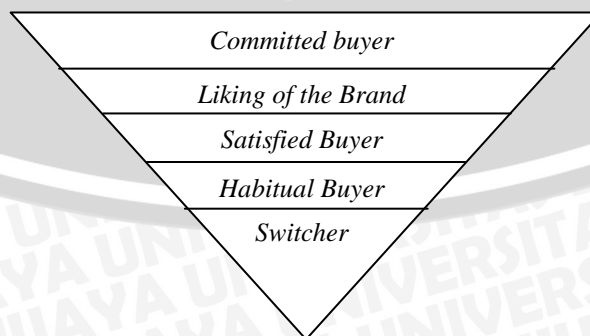 Committed buyer
Liking of the Brand
Satisfied Buyer
Habitual Buyer
Switcher